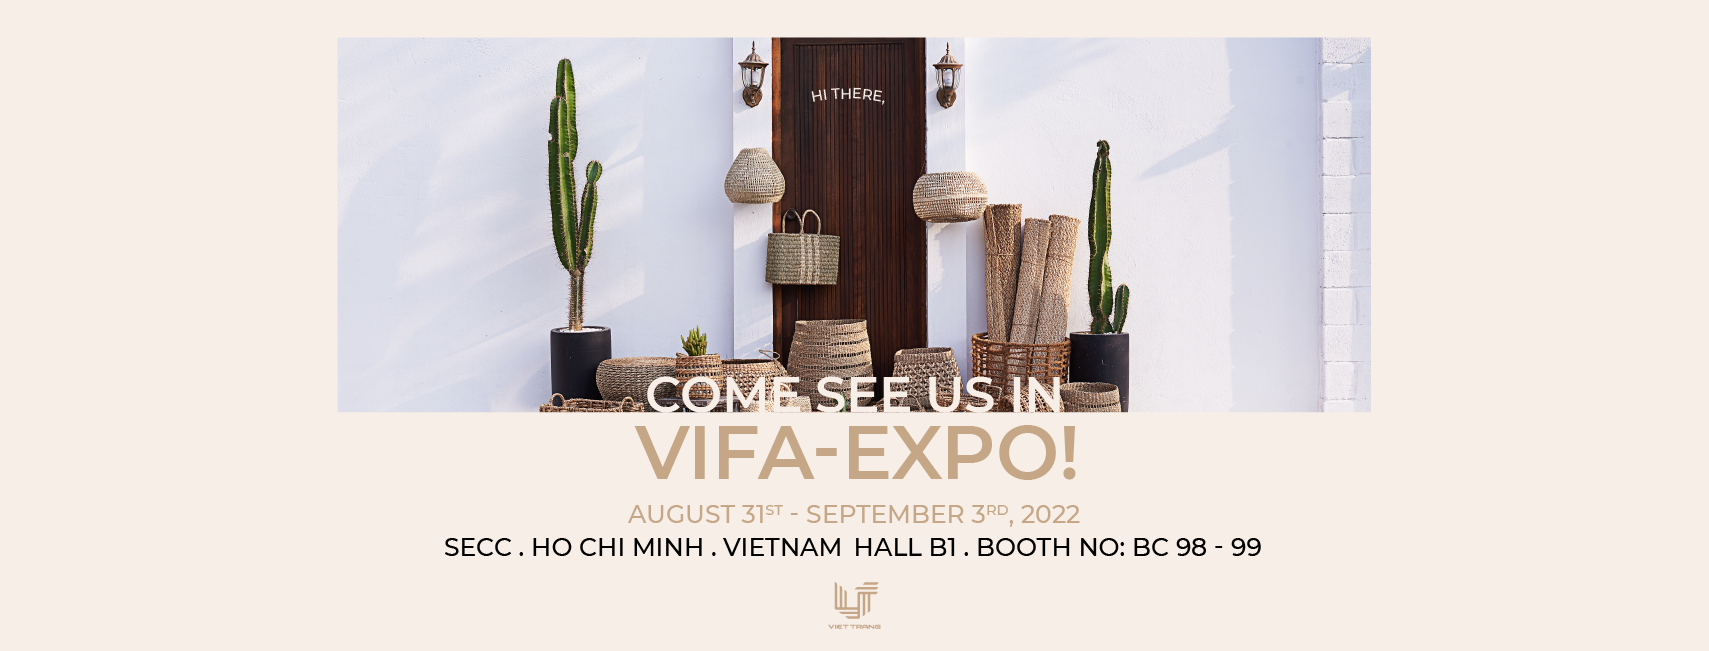 HI THERE,
COME SEE US IN
VIFA-EXPO!
AUGUST 31ST - SEPTEMBER 3RD, 2022
SECC . HO CHI MINH . VIETNAM HALL B1 . BOOTH NO: BC 98 - 99
VIET TRANG